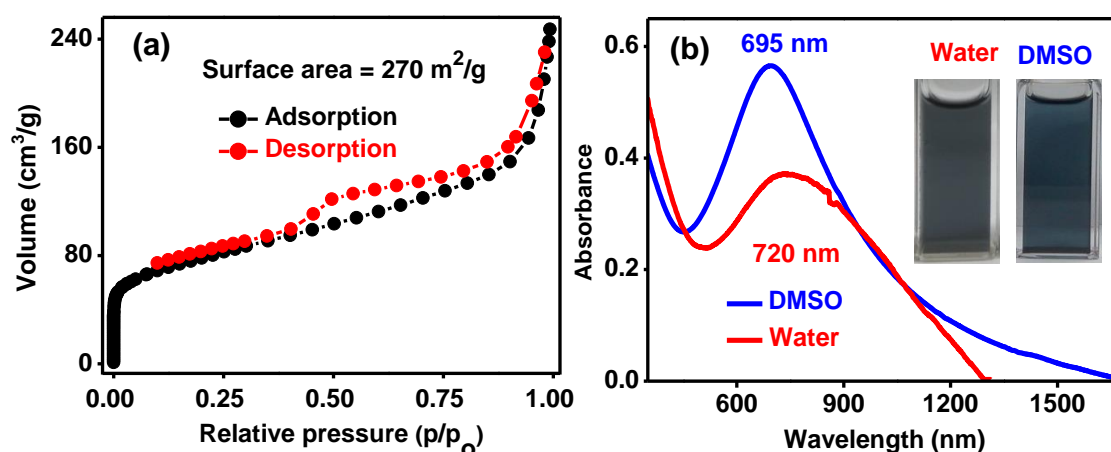 (a)
Surface area = 270 m²/g
Adsorption
Desorption
Volume (cm³/g)
240
160
80
0
0.00 0.25 0.50 0.75 1.00
Relative pressure (p/pₒ)
(b)
695 nm
Water DMSO
720 nm
DMSO
Water
Absorbance
0.6
0.4
0.2
0.0
600 900 1200 1500
Wavelength (nm)